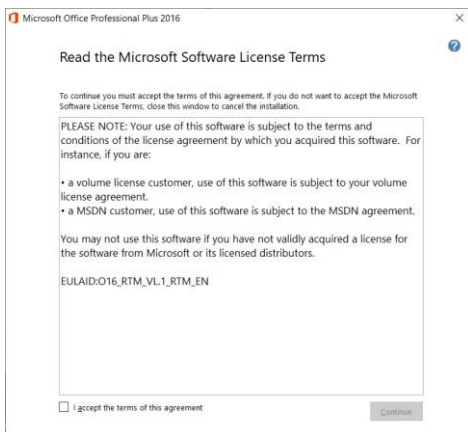 Microsoft Office Professional Plus 2016
Read the Microsoft Software License Terms
To continue you must accept the terms of this agreement. If you do not want to accept the Microsoft
Software License Terms, close this window to cancel the installation.
PLEASE NOTE: Your use of this software is subject to the terms and
conditions of the license agreement by which you acquired this software.  For
instance, if you are:
• a volume license customer, use of this software is subject to your volume
license agreement.
• a MSDN customer, use of this software is subject to the MSDN agreement.
You may not use this software if you have not validly acquired a license for
the software from Microsoft or its licensed distributors.
EULAID:O16_RTM_VL.1_RTM_EN
I accept the terms of this agreement
Continue